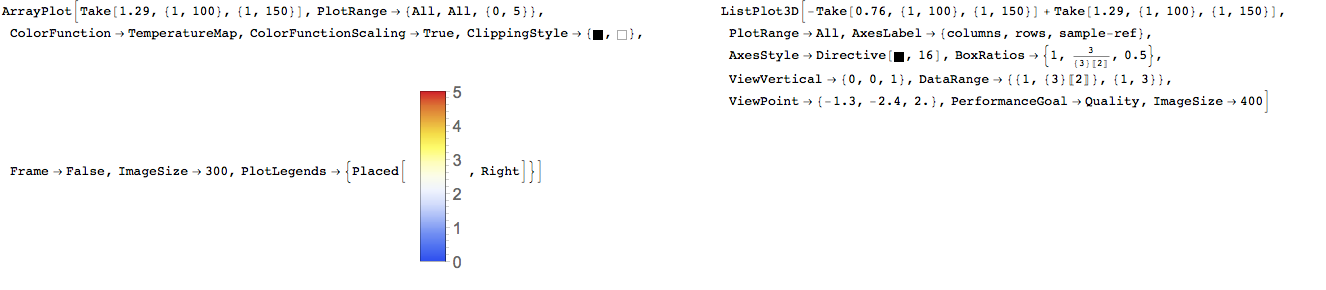 ArrayPlot[Take[1.29, {1, 100}, {1, 150}], PlotRange → {All, All, {0, 5}},
ColorFunction → TemperatureMap, ColorFunctionScaling → True, ClippingStyle → {■, □},
5
4
3
Frame → False, ImageSize → 300, PlotLegends → {Placed[ , Right]}]
2
1
0
ListPlot3D[-Take[0.76, {1, 100}, {1, 150}] + Take[1.29, {1, 100}, {1, 150}],
PlotRange → All, AxesLabel → {columns, rows, sample-ref},
AxesStyle → Directive[■, 16], BoxRatios → {1, 3/{3}〚2〛, 0.5},
ViewVertical → {0, 0, 1}, DataRange → {{1, {3}〚2〛}, {1, 3}},
ViewPoint → {-1.3, -2.4, 2.}, PerformanceGoal → Quality, ImageSize → 400]